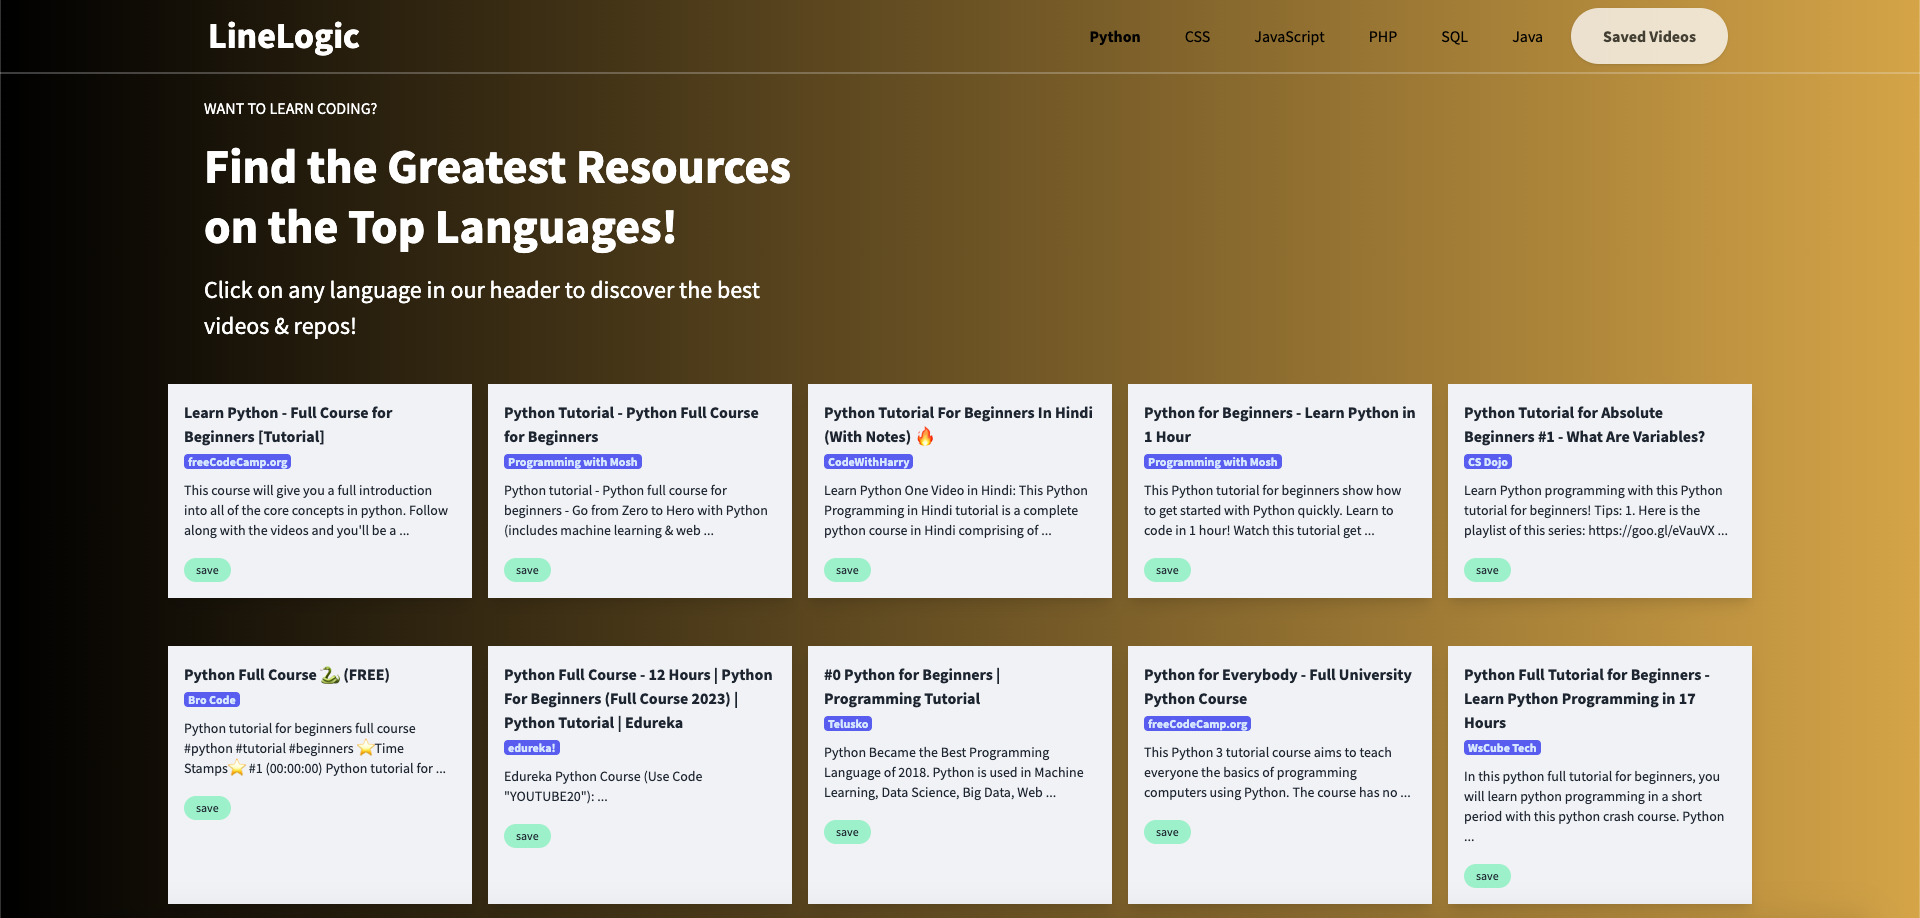 LineLogic
Python CSS JavaScript PHP SQL Java Saved Videos
WANT TO LEARN CODING?
Find the Greatest Resources
on the Top Languages!
Click on any language in our header to discover the best
videos & repos!
Learn Python - Full Course for
Beginners [Tutorial]
freeCodeCamp.org
This course will give you a full introduction
into all of the core concepts in python. Follow
along with the videos and you'll be a ...
save
Python Tutorial - Python Full Course
for Beginners
Programming with Mosh
Python tutorial - Python full course for
beginners - Go from Zero to Hero with Python
(includes machine learning & web ...
save
Python Tutorial For Beginners In Hindi
(With Notes) 🔥
CodeWithHarry
Learn Python One Video in Hindi: This Python
Programming in Hindi tutorial is a complete
python course in Hindi comprising of ...
save
Python for Beginners - Learn Python in
1 Hour
Programming with Mosh
This Python tutorial for beginners show how
to get started with Python quickly. Learn to
code in 1 hour! Watch this tutorial get ...
save
Python Tutorial for Absolute
Beginners #1 - What Are Variables?
CS Dojo
Learn Python programming with this Python
tutorial for beginners! Tips: 1. Here is the
playlist of this series: https://goo.gl/eVauVX ...
save
Python Full Course 🐍 (FREE)
Bro Code
Python tutorial for beginners full course
#python #tutorial #beginners ⭐Time
Stamps⭐ #1 (00:00:00) Python tutorial for ...
save
Python Full Course - 12 Hours | Python
For Beginners (Full Course 2023) |
Python Tutorial | Edureka
edureka!
Edureka Python Course (Use Code
"YOUTUBE20"): ...
save
#0 Python for Beginners |
Programming Tutorial
Telusko
Python Became the Best Programming
Language of 2018. Python is used in Machine
Learning, Data Science, Big Data, Web ...
save
Python for Everybody - Full University
Python Course
freeCodeCamp.org
This Python 3 tutorial course aims to teach
everyone the basics of programming
computers using Python. The course has no ...
save
Python Full Tutorial for Beginners -
Learn Python Programming in 17
Hours
WsCube Tech
In this python full tutorial for beginners, you
will learn python programming in a short
period with this python crash course. Python
...
save